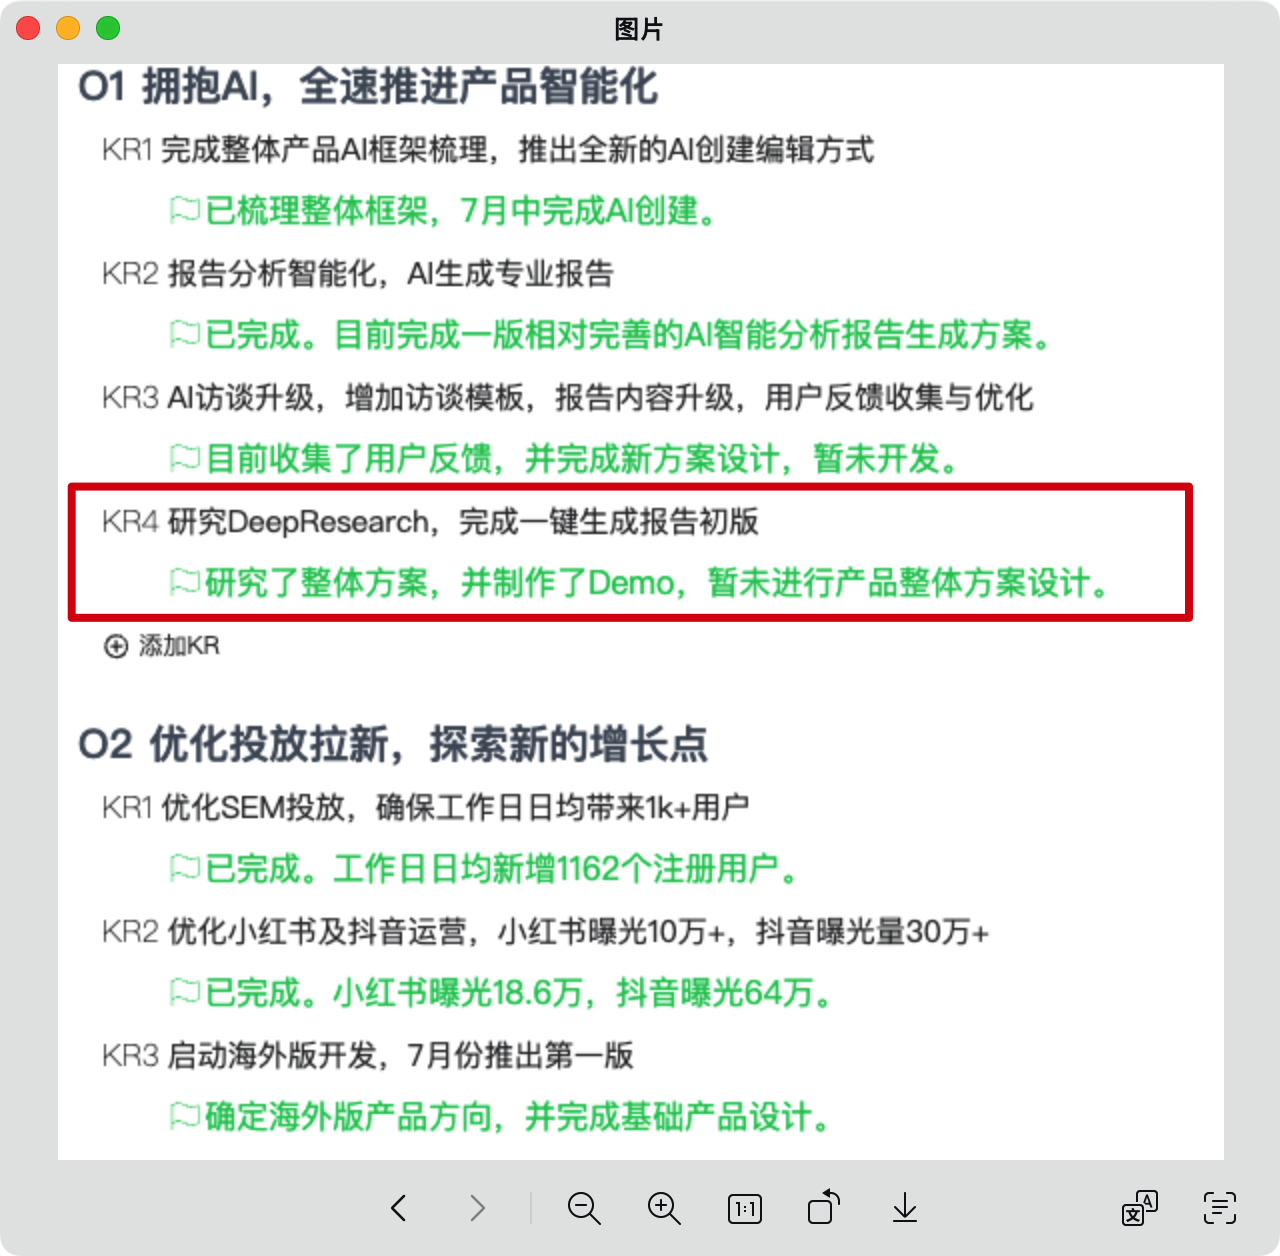 图片
O1 拥抱AI，全速推进产品智能化
KR1 完成整体产品AI框架梳理，推出全新的AI创建编辑方式
已梳理整体框架，7月中完成AI创建。
KR2 报告分析智能化，AI生成专业报告
已完成。目前完成一版相对完善的AI智能分析报告生成方案。
KR3 AI访谈升级，增加访谈模板，报告内容升级，用户反馈收集与优化
目前收集了用户反馈，并完成新方案设计，暂未开发。
KR4 研究DeepResearch，完成一键生成报告初版
研究了整体方案，并制作了Demo，暂未进行产品整体方案设计。
添加KR
O2 优化投放拉新，探索新的增长点
KR1 优化SEM投放，确保工作日日均带来1k+用户
已完成。工作日日均新增1162个注册用户。
KR2 优化小红书及抖音运营，小红书曝光10万+，抖音曝光量30万+
已完成。小红书曝光18.6万，抖音曝光64万。
KR3 启动海外版开发，7月份推出第一版
确定海外版产品方向，并完成基础产品设计。
1:1
文A